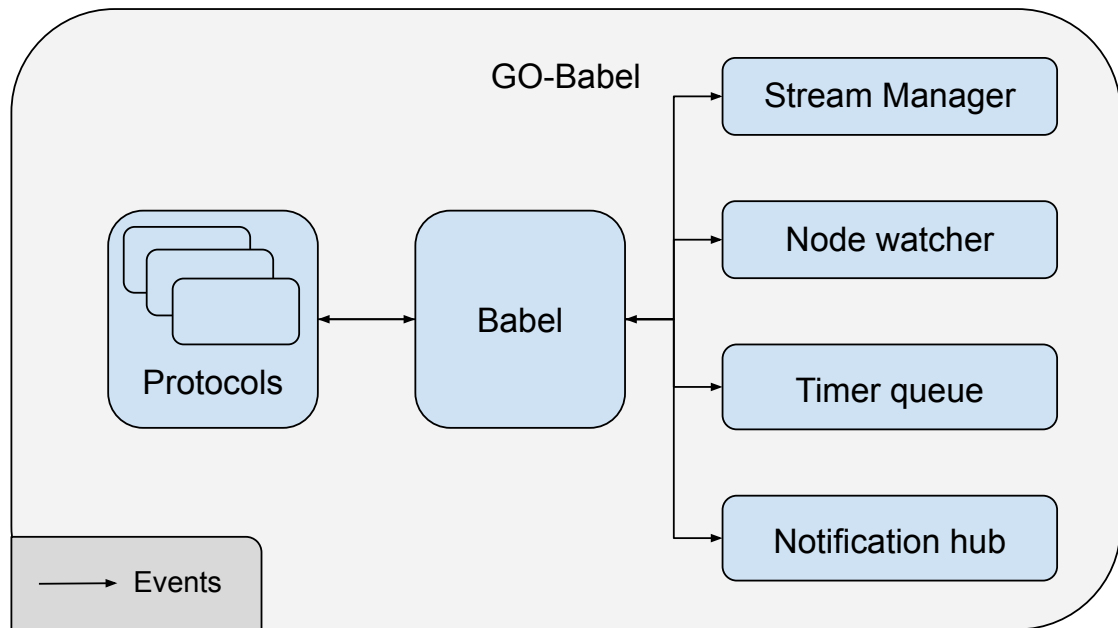 GO-Babel
Stream Manager
Node watcher
Protocols
Babel
Timer queue
Notification hub
Events